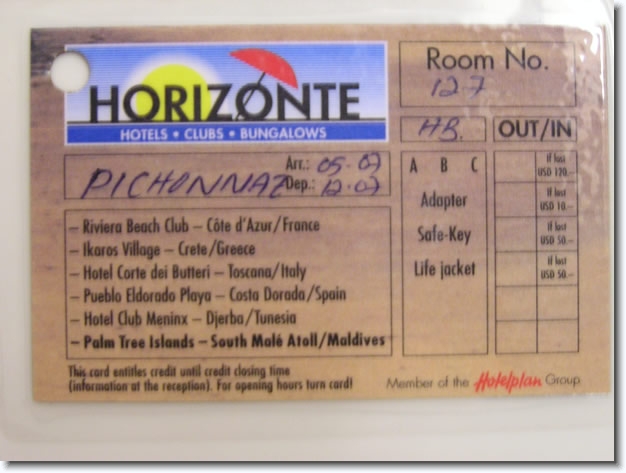 HORIZONTE
HOTELS • CLUBS • BUNGALOWS
Room No.
127
HB. OUT/IN
PICHONNAZ
Arr.: 05.07
Dep.: 12.07
A B C If lost USD 120.–
Adapter If lost USD 10.–
Safe-Key If lost USD 50.–
Life jacket If lost USD 50.–
– Riviera Beach Club – Côte d'Azur/France
– Ikaros Village – Crete/Greece
– Hotel Corte dei Butteri – Toscana/Italy
– Pueblo Eldorado Playa – Costa Dorada/Spain
– Hotel Club Meninx – Djerba/Tunesia
– Palm Tree Islands – South Malé Atoll/Maldives
This card entitles credit until credit closing time
(information at the reception). For opening hours turn card!
Member of the Hotelplan Group